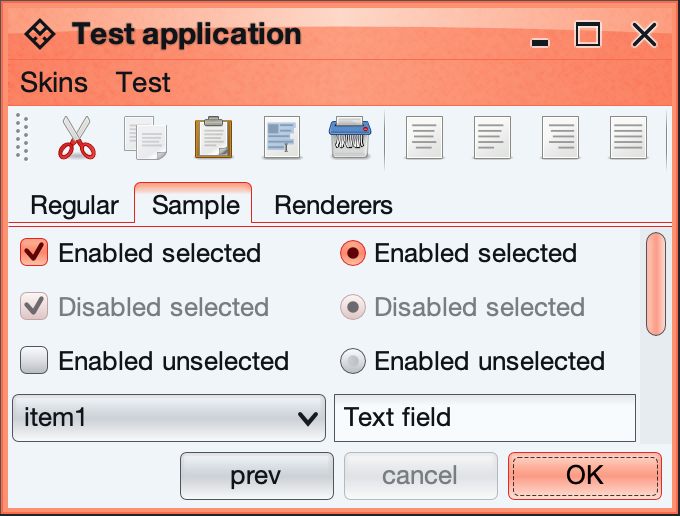 Test application
Skins Test
Regular Sample Renderers
Enabled selected Enabled selected
Disabled selected Disabled selected
Enabled unselected Enabled unselected
item1 Text field
prev cancel OK